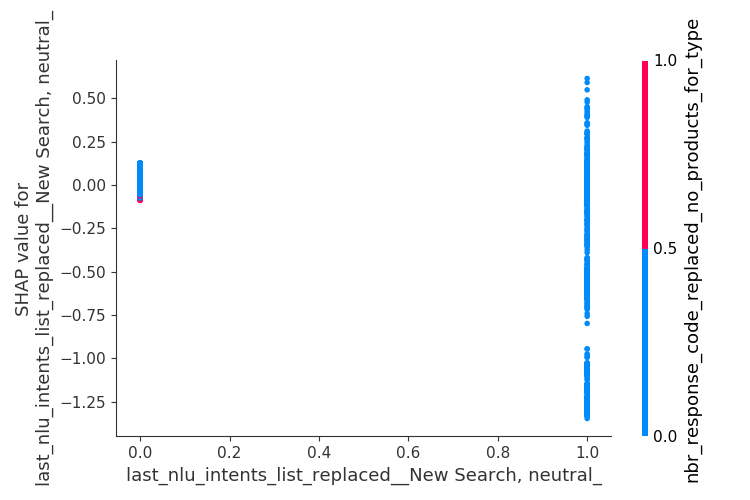 SHAP value for
last_nlu_intents_list_replaced__New Search, neutral_
0.50
0.25
0.00
−0.25
−0.50
−0.75
−1.00
−1.25
0.0 0.2 0.4 0.6 0.8 1.0
last_nlu_intents_list_replaced__New Search, neutral_
1.0
0.5
0.0
nbr_response_code_replaced_no_products_for_type